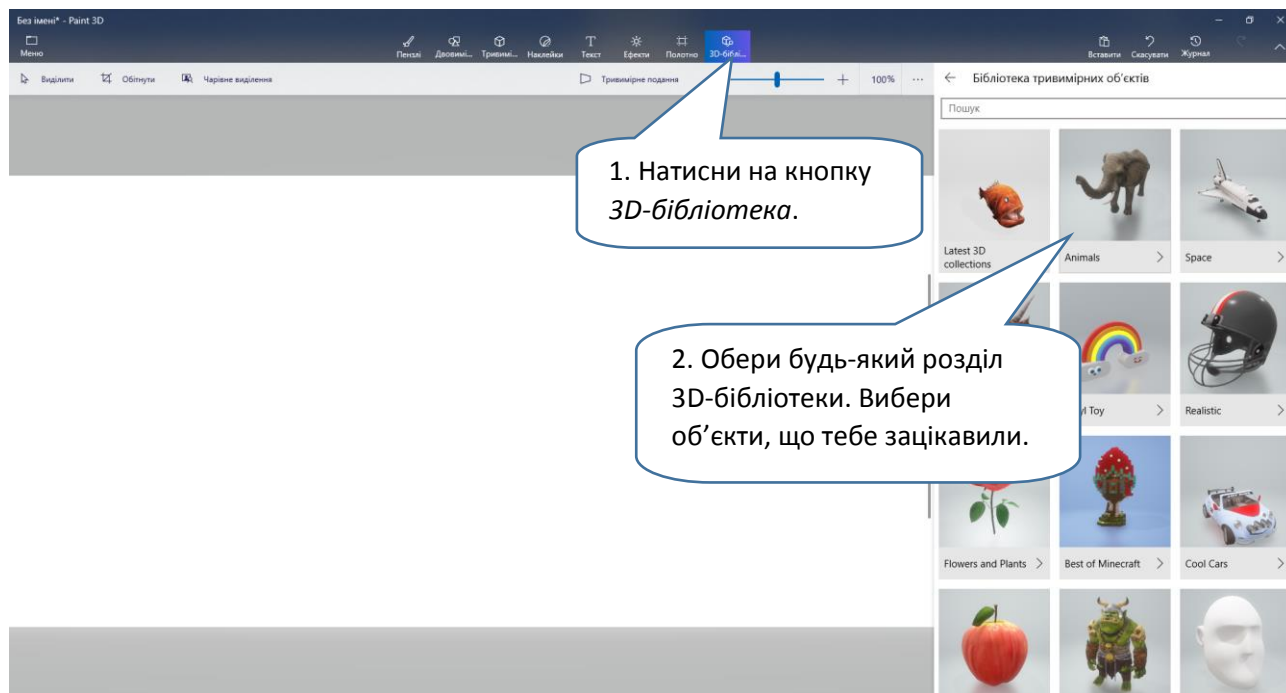 Без імені* - Paint 3D
Меню
Пензлі Двовимі... Тривимі... Наклейки Текст Ефекти Полотно 3D-бібл...
Вставити Скасувати Журнал
Виділити Обітнути Чарівне виділення Тривимірне подання 100% ...
Бібліотека тривимірних об'єктів
Пошук
1. Натисни на кнопку
3D-бібліотека.
Latest 3D
collections
Animals
Space
2. Обери будь-який розділ
3D-бібліотеки. Вибери
об’єкти, що тебе зацікавили.
Toy
Realistic
Flowers and Plants
Best of Minecraft
Cool Cars